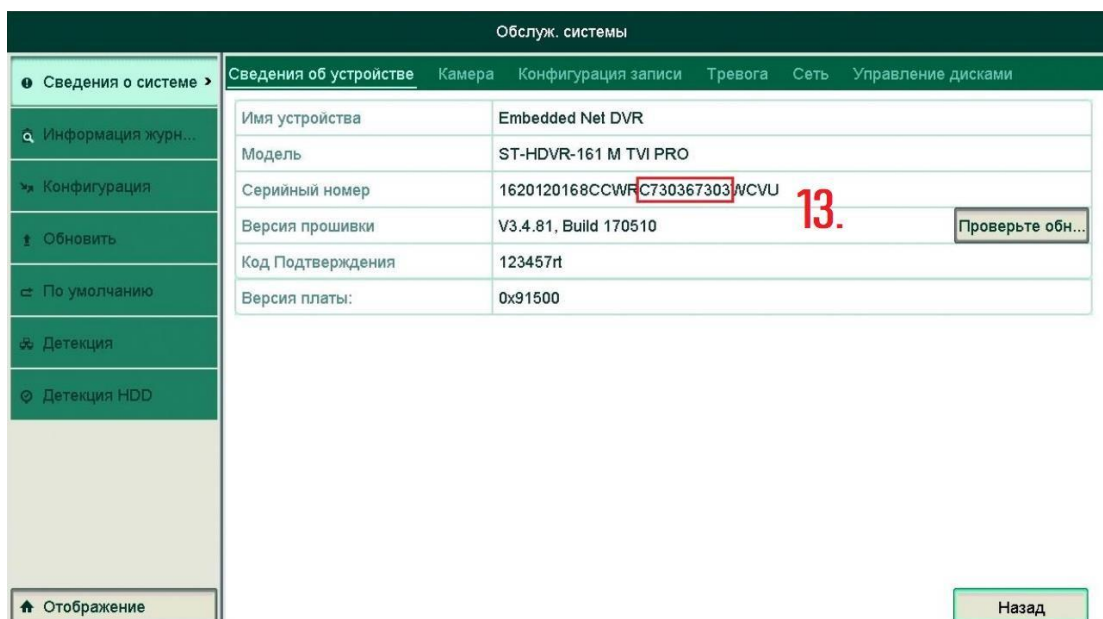 Обслуж. системы
Сведения о системе >
Информация журн...
Конфигурация
Обновить
По умолчанию
Детекция
Детекция HDD
Отображение
Сведения об устройстве Камера Конфигурация записи Тревога Сеть Управление дисками
Имя устройства Embedded Net DVR
Модель ST-HDVR-161 M TVI PRO
Серийный номер 1620120168CCWRC730367303WCVU
13.
Версия прошивки V3.4.81, Build 170510 Проверьте обн...
Код Подтверждения 123457rt
Версия платы: 0x91500
Назад